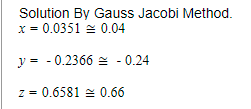 Solution By Gauss Jacobi Method.
x = 0.0351 ≅ 0.04
y = - 0.2366 ≅ - 0.24
z = 0.6581 ≅ 0.66